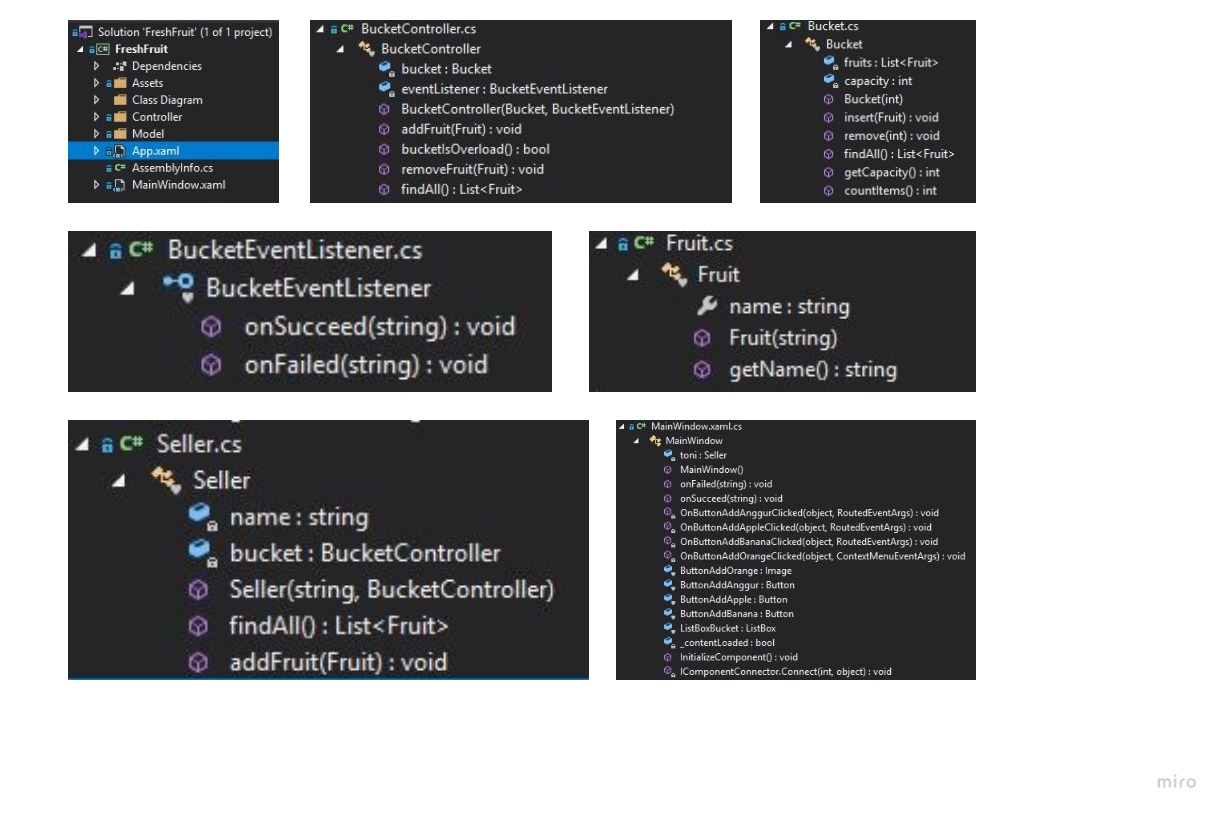 Solution 'FreshFruit' (1 of 1 project)
C# FreshFruit
Dependencies
Assets
Class Diagram
Controller
Model
App.xaml
C# AssemblyInfo.cs
MainWindow.xaml
C# BucketController.cs
BucketController
bucket : Bucket
eventListener : BucketEventListener
BucketController(Bucket, BucketEventListener)
addFruit(Fruit) : void
bucketIsOverload() : bool
removeFruit(Fruit) : void
findAll() : List<Fruit>
C# Bucket.cs
Bucket
fruits : List<Fruit>
capacity : int
Bucket(int)
insert(Fruit) : void
remove(int) : void
findAll() : List<Fruit>
getCapacity() : int
countItems() : int
C# BucketEventListener.cs
BucketEventListener
onSucceed(string) : void
onFailed(string) : void
C# Fruit.cs
Fruit
name : string
Fruit(string)
getName() : string
C# Seller.cs
Seller
name : string
bucket : BucketController
Seller(string, BucketController)
findAll() : List<Fruit>
addFruit(Fruit) : void
C# MainWindow.xaml.cs
MainWindow
toni : Seller
MainWindow()
onFailed(string) : void
onSucceed(string) : void
OnButtonAddAnggurClicked(object, RoutedEventArgs) : void
OnButtonAddAppleClicked(object, RoutedEventArgs) : void
OnButtonAddBananaClicked(object, RoutedEventArgs) : void
OnButtonAddOrangeClicked(object, ContextMenuEventArgs) : void
ButtonAddOrange : Image
ButtonAddAnggur : Button
ButtonAddApple : Button
ButtonAddBanana : Button
ListBoxBucket : ListBox
_contentLoaded : bool
InitializeComponent() : void
IComponentConnector.Connect(int, object) : void
miro